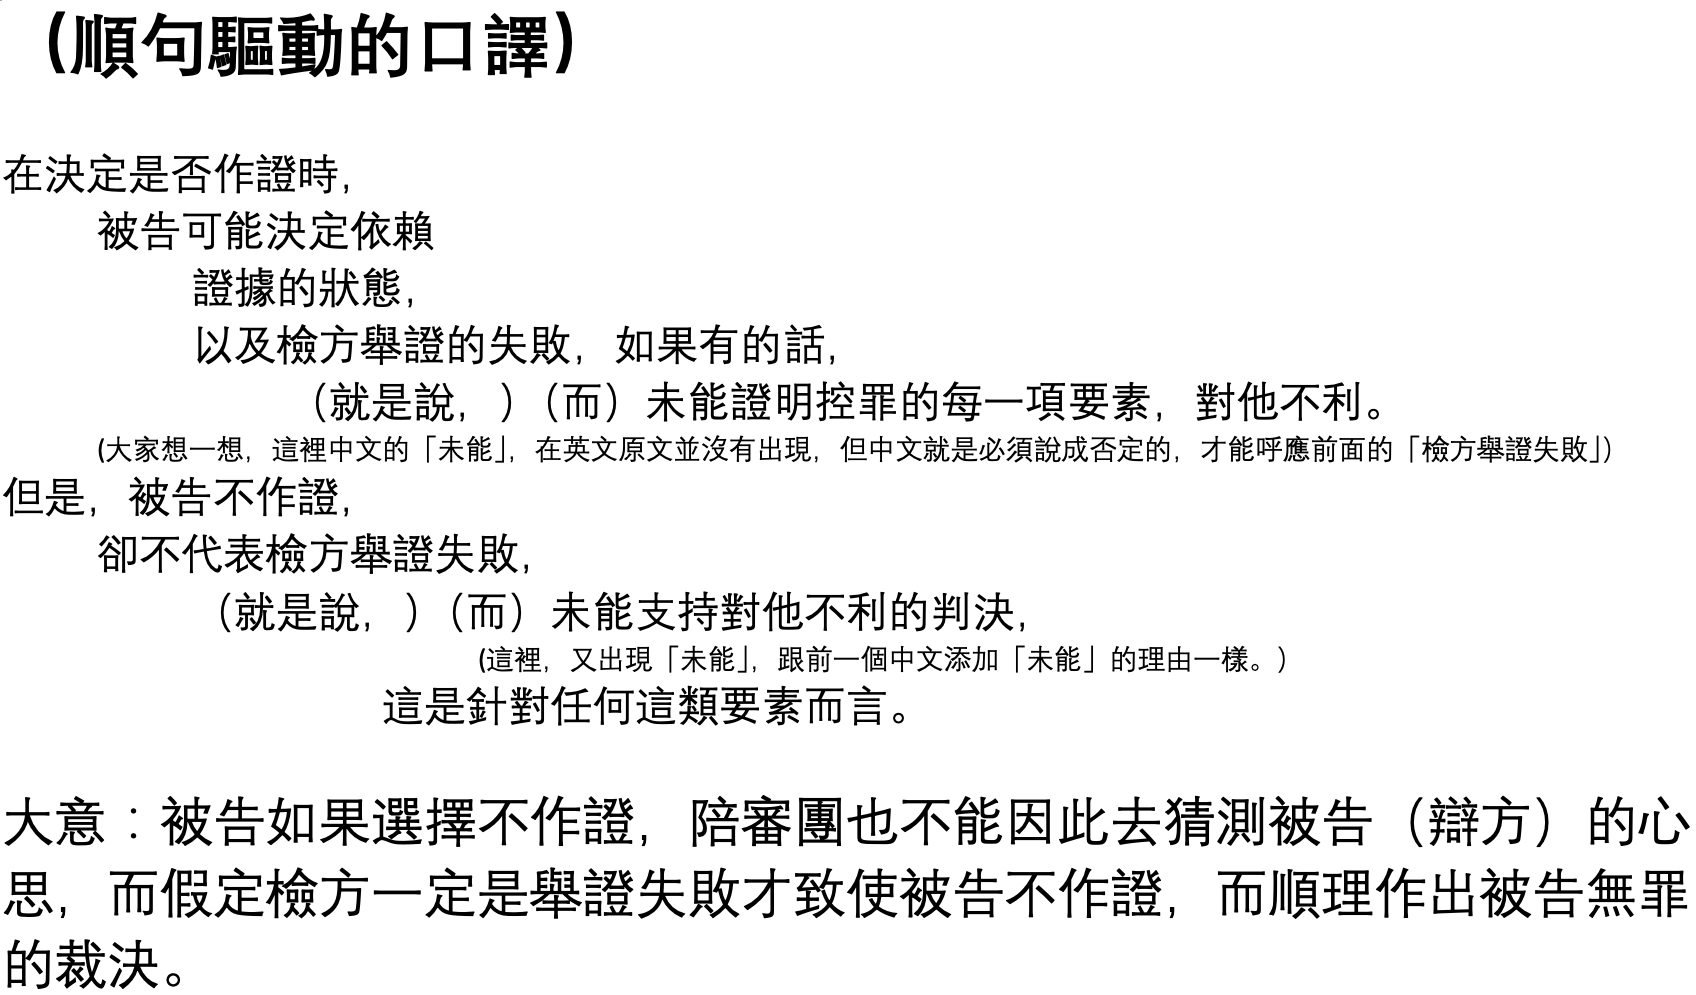 (順句驅動的口譯)
在決定是否作證時,
被告可能決定依賴
證據的狀態,
以及檢方舉證的失敗, 如果有的話,
(就是說, ) (而) 未能證明控罪的每一項要素, 對他不利。
(大家想一想, 這裡中文的「未能」, 在英文原文並沒有出現, 但中文就是必須說成否定的, 才能呼應前面的「檢方舉證失敗」)
但是, 被告不作證,
卻不代表檢方舉證失敗,
(就是說, ) (而) 未能支持對他不利的判決,
(這裡, 又出現「未能」, 跟前一個中文添加「未能」的理由一樣。)
這是針對任何這類要素而言。
大意：被告如果選擇不作證, 陪審團也不能因此去猜測被告 (辯方) 的心
思, 而假定檢方一定是舉證失敗才致使被告不作證, 而順理作出被告無罪
的裁決。